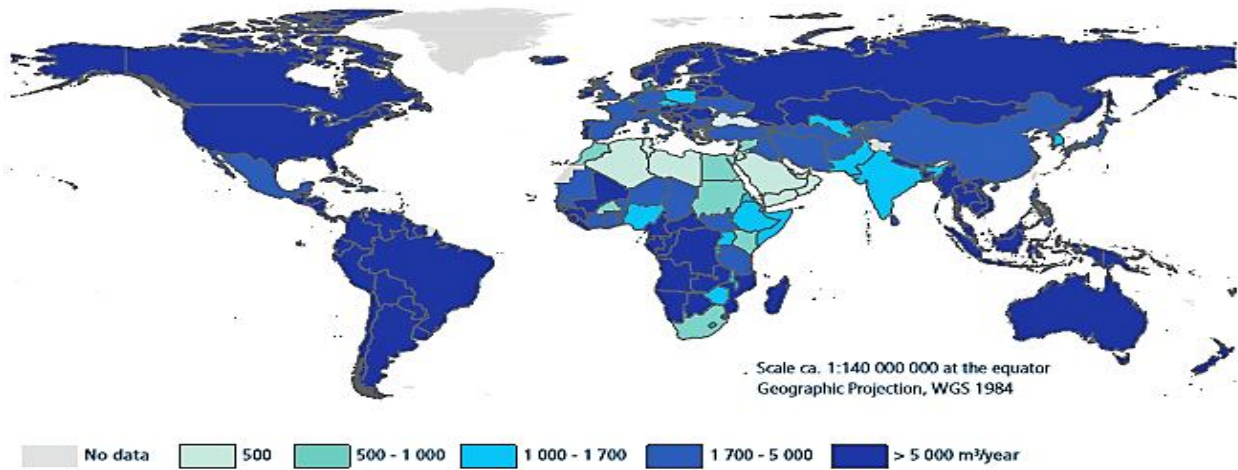 Scale ca. 1:140 000 000 at the equator
Geographic Projection, WGS 1984
No data 500 500 - 1 000 1 000 - 1 700 1 700 - 5 000 > 5 000 m³/year